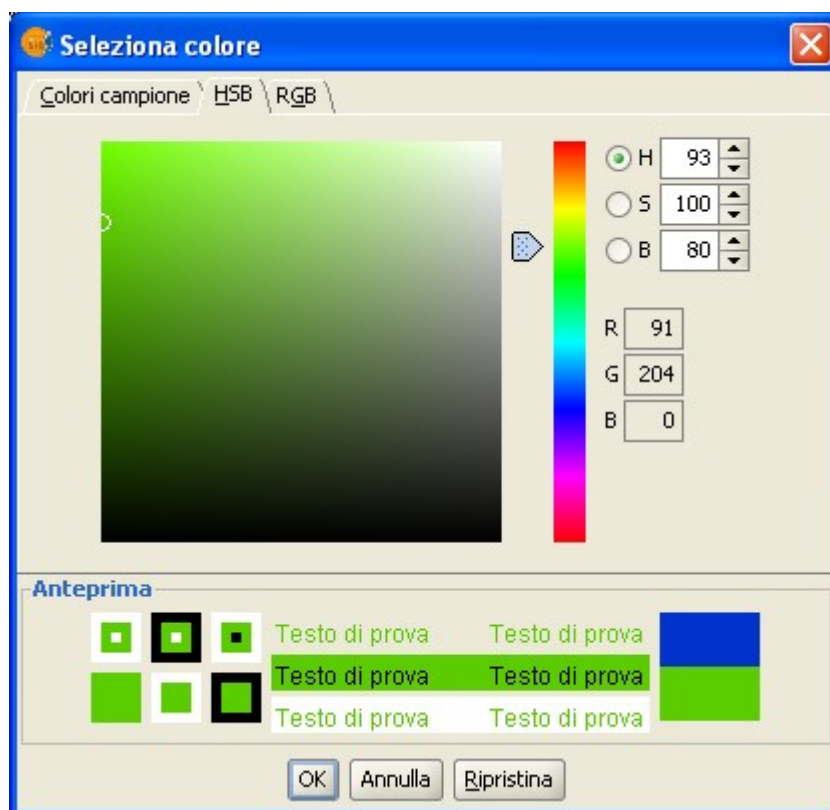 Seleziona colore
Colori campione HSB RGB
H 93
S 100
B 80
R 91
G 204
B 0
Anteprima
Testo di prova Testo di prova
Testo di prova Testo di prova
Testo di prova Testo di prova
OK Annulla Ripristina